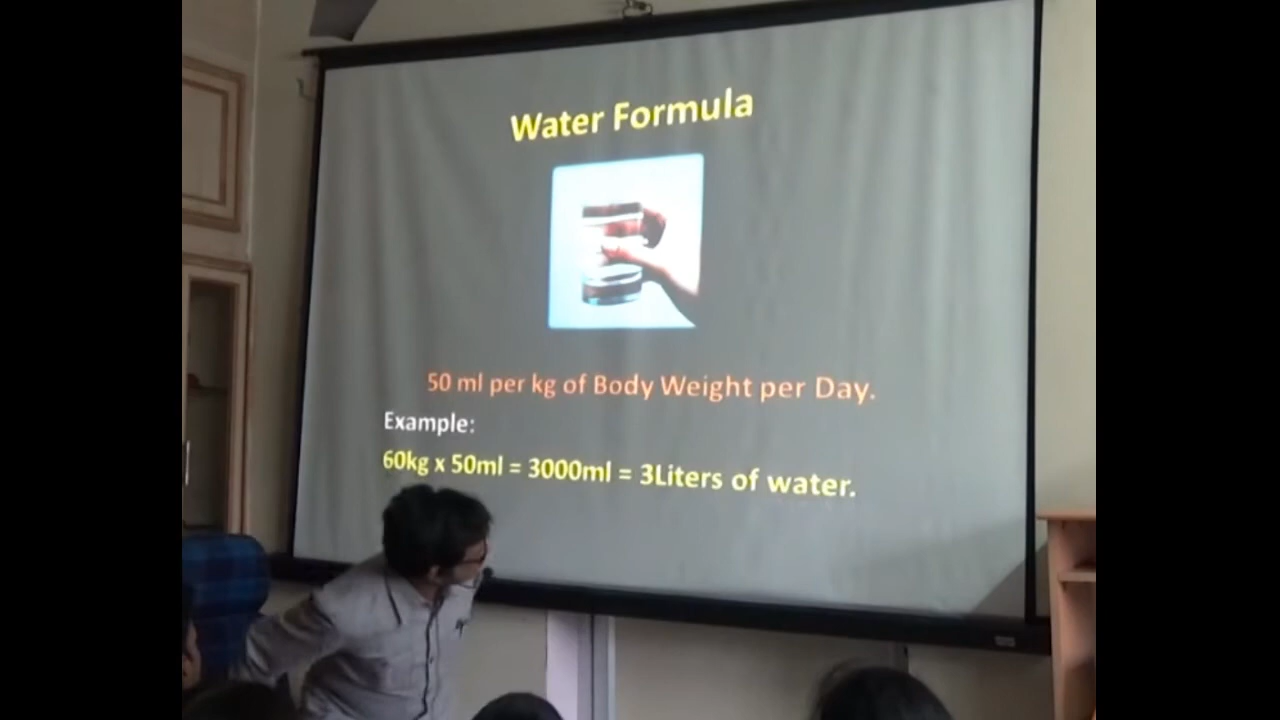 Water Formula
50 ml per kg of Body Weight per Day.
Example:
60kg x 50ml = 3000ml = 3Liters of water.